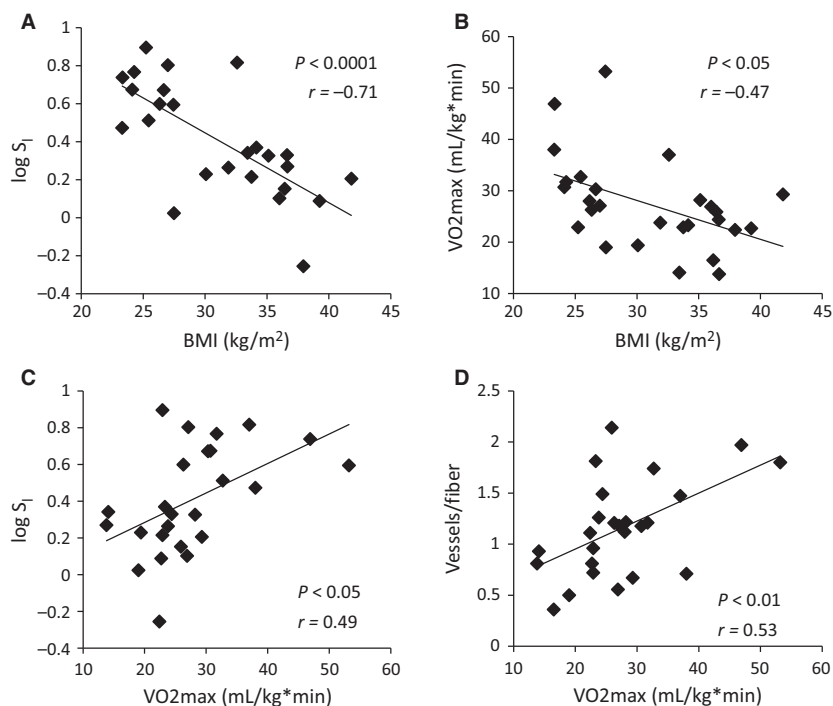 A
P < 0.0001
r = –0.71
1
0.8
0.6
0.4
0.2
0
–0.2
–0.4
log S_I
20 25 30 35 40 45
BMI (kg/m²)
B
P < 0.05
r = –0.47
60
50
40
30
20
10
VO2max (mL/kg*min)
20 25 30 35 40 45
BMI (kg/m²)
C
1
0.8
0.6
0.4
0.2
0
–0.2
–0.4
log S_I
P < 0.05
r = 0.49
10 20 30 40 50 60
VO2max (mL/kg*min)
D
2.5
2
1.5
1
0.5
0
Vessels/fiber
P < 0.01
r = 0.53
10 20 30 40 50 60
VO2max (mL/kg*min)